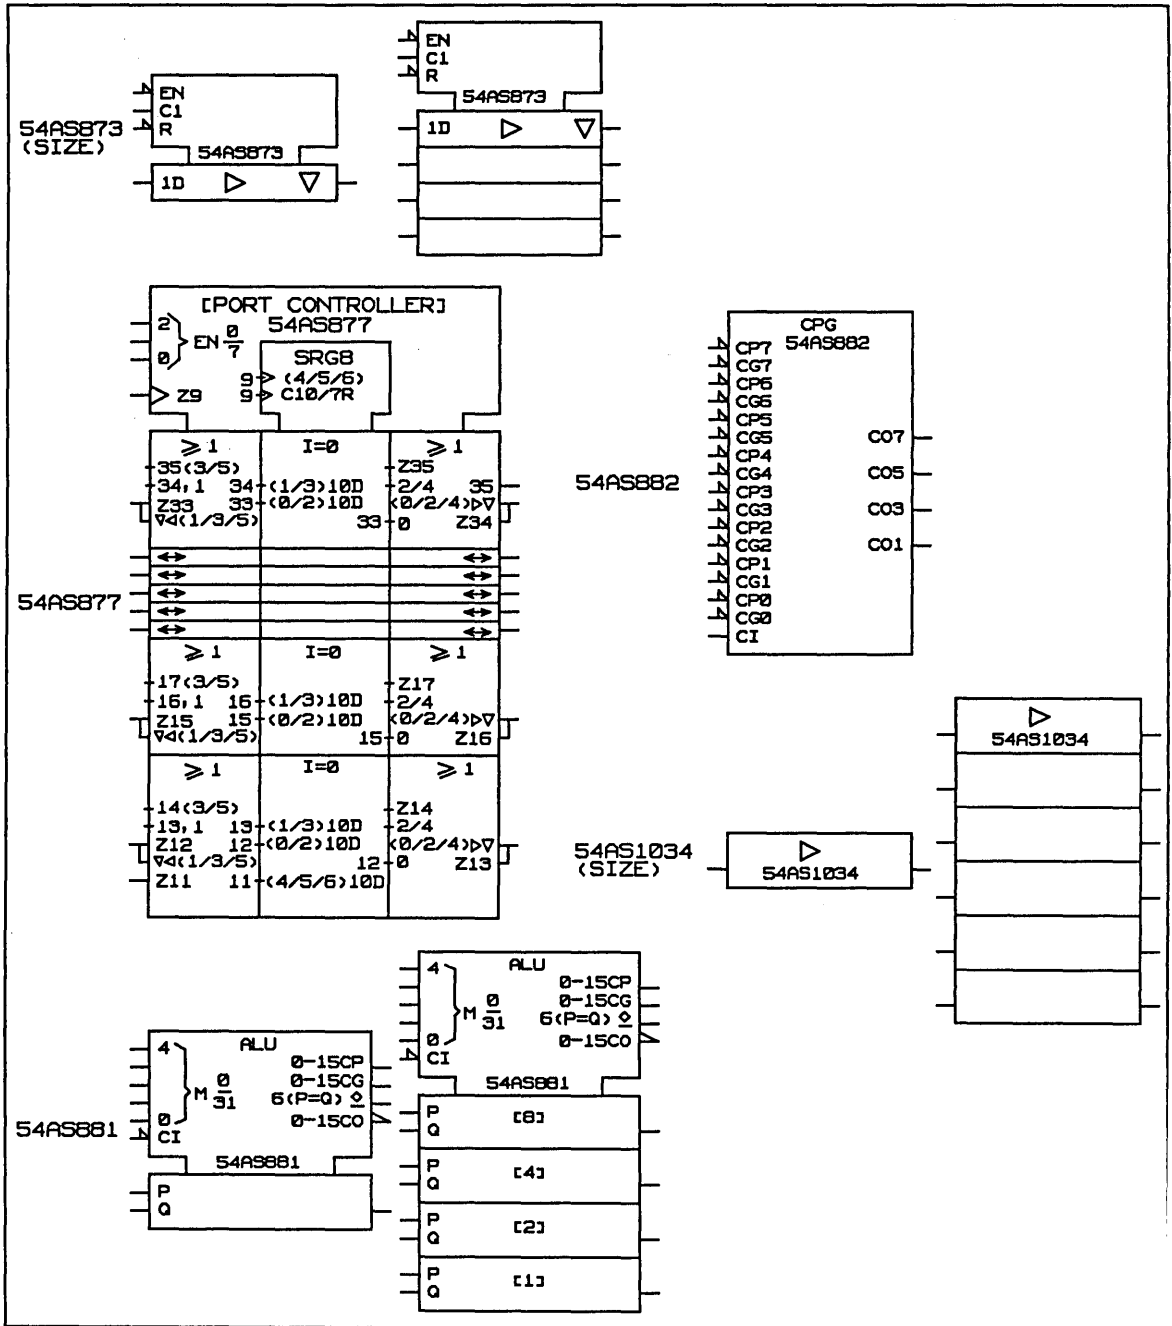 54AS873
(SIZE)
EN
C1
R
54AS873
1D ▷ ▽
EN
C1
R
54AS873
1D ▷ ▽
54AS877
[PORT CONTROLLER]
54AS877
2
0
EN 0/7
Z9
SRG8
9 (4/5/6)
9 C10/7R
≥1 I=0 ≥1
35(3/5) Z35
34,1 34 (1/3)10D 2/4 35
Z33 33 (0/2)10D (0/2/4)▷▽
▽◁(1/3/5) 33 0 Z34
↔ ↔
↔ ↔
↔ ↔
↔ ↔
↔ ↔
≥1 I=0 ≥1
17(3/5) Z17
16,1 16 (1/3)10D 2/4
Z15 15 (0/2)10D (0/2/4)▷▽
▽◁(1/3/5) 15 0 Z16
≥1 I=0 ≥1
14(3/5) Z14
13,1 13 (1/3)10D 2/4
Z12 12 (0/2)10D (0/2/4)▷▽
▽◁(1/3/5) 12 0 Z13
Z11 11 (4/5/6)10D
54AS882
CPG
54AS882
CP7
CG7
CP6
CG6
CP5
CG5 CO7
CP4
CG4 CO5
CP3
CG3 CO3
CP2
CG2 CO1
CP1
CG1
CP0
CG0
CI
54AS1034
(SIZE)
▷
54AS1034
▷
54AS1034
54AS881
ALU
4
0
M 0/31
CI
0-15CP
0-15CG
6(P=Q) ◇
0-15CO
54AS881
P
Q
ALU
4
0
M 0/31
CI
0-15CP
0-15CG
6(P=Q) ◇
0-15CO
54AS881
P [8]
Q
P [4]
Q
P [2]
Q
P [1]
Q